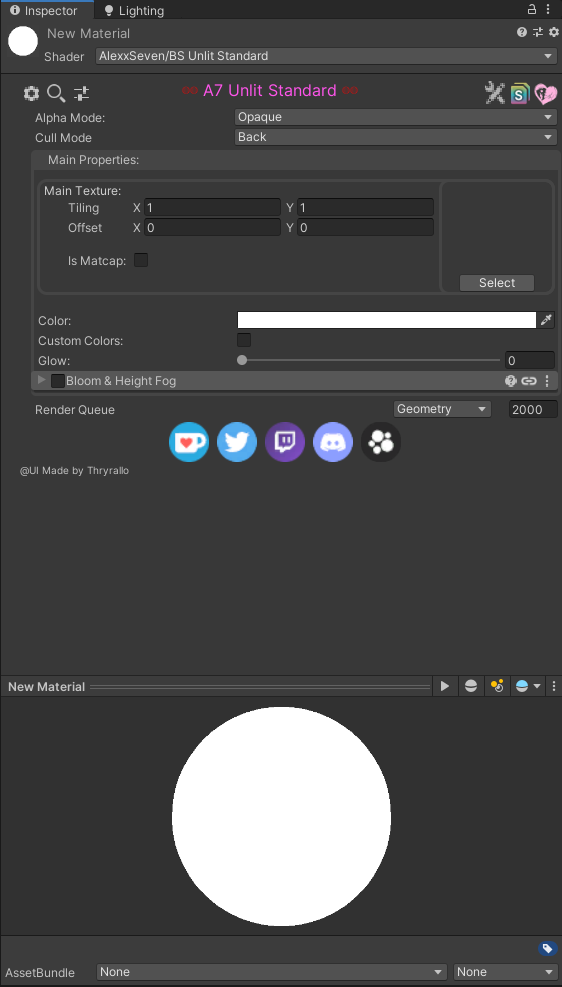 Inspector Lighting
New Material
Shader AlexxSeven/BS Unlit Standard
A7 Unlit Standard
Alpha Mode: Opaque
Cull Mode Back
Main Properties:
Main Texture:
Tiling X 1 Y 1
Offset X 0 Y 0
Is Matcap:
Select
Color:
Custom Colors:
Glow: 0
Bloom & Height Fog
Render Queue Geometry 2000
@UI Made by Thryrallo
New Material
AssetBundle None None